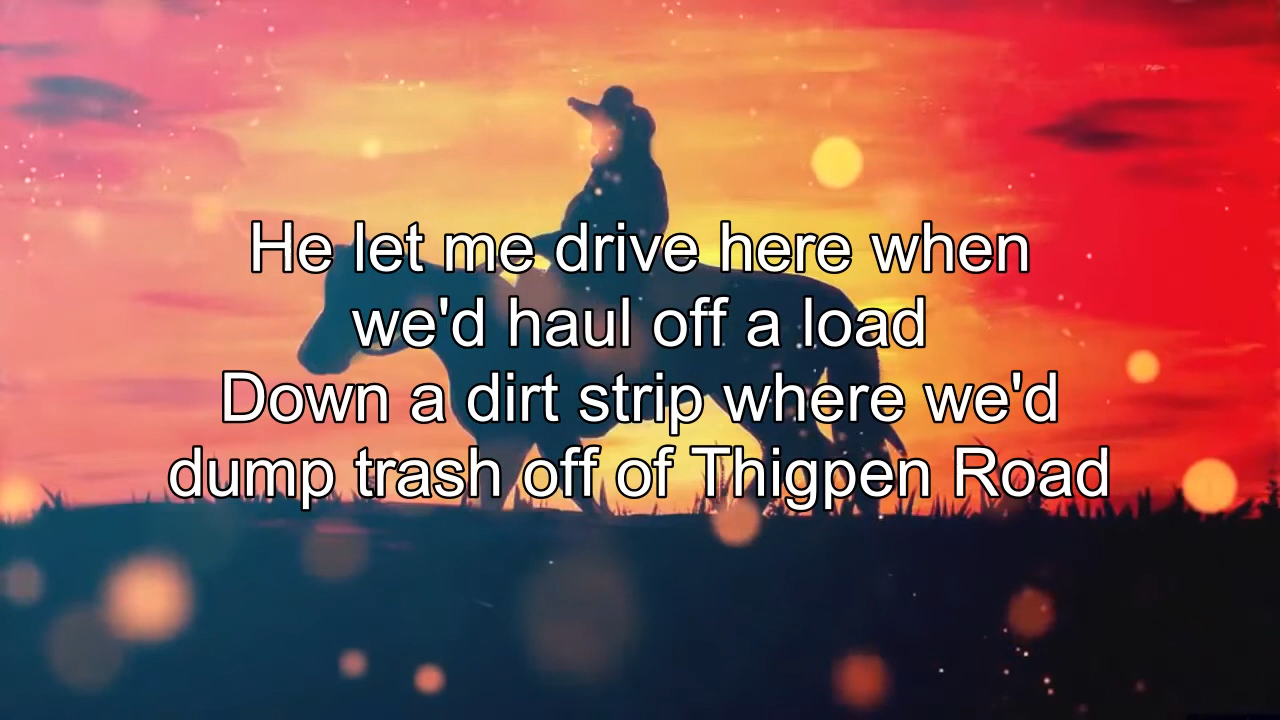 He let me drive here when
we'd haul off a load
Down a dirt strip where we'd
dump trash off of Thigpen Road